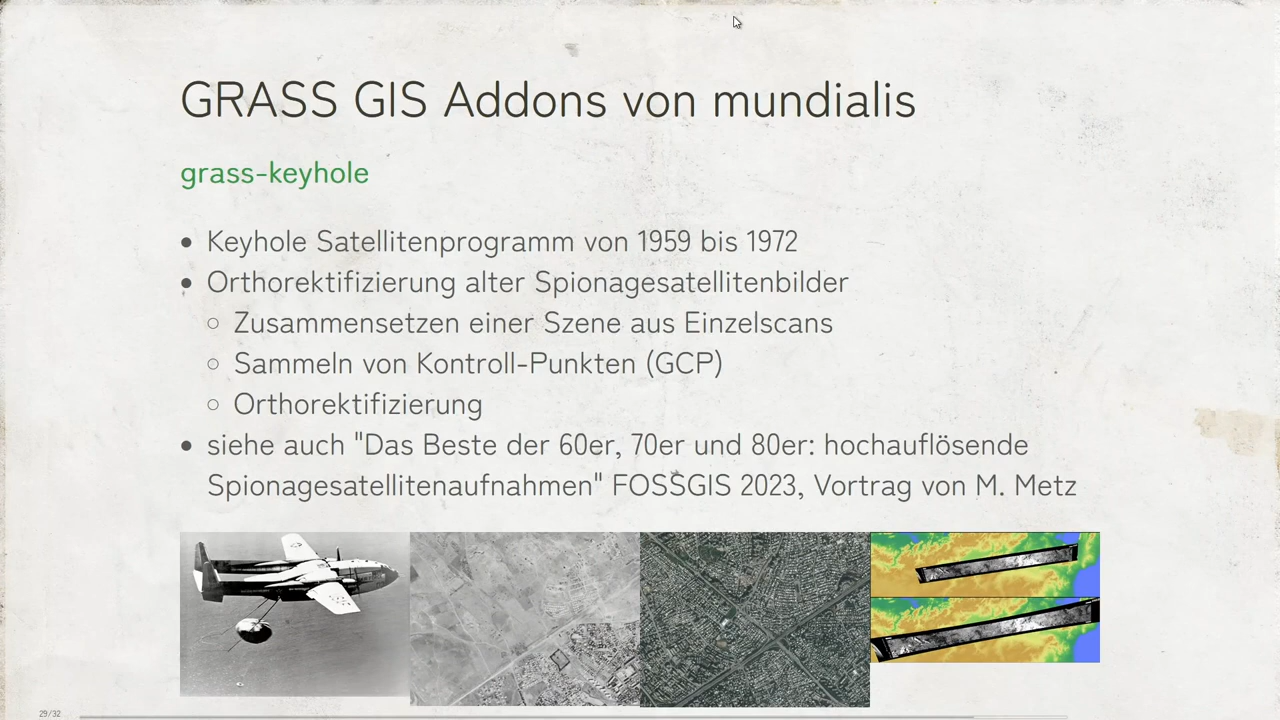 GRASS GIS Addons von mundialis
grass-keyhole
• Keyhole Satellitenprogramm von 1959 bis 1972
• Orthorektifizierung alter Spionagesatellitenbilder
○ Zusammensetzen einer Szene aus Einzelscans
○ Sammeln von Kontroll-Punkten (GCP)
○ Orthorektifizierung
• siehe auch "Das Beste der 60er, 70er und 80er: hochauflösende
Spionagesatellitenaufnahmen" FOSSGIS 2023, Vortrag von M. Metz
29/32